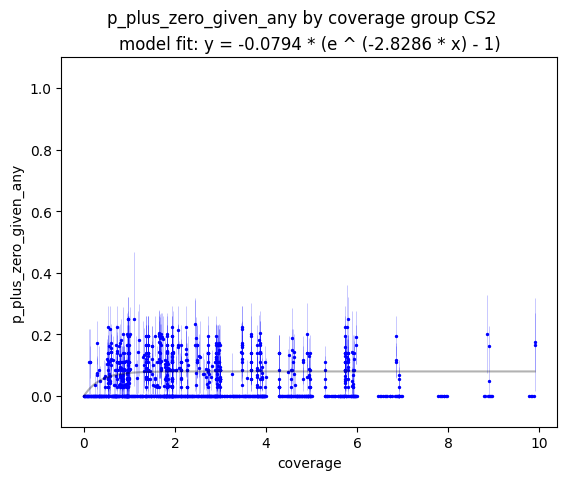 p_plus_zero_given_any by coverage group CS2
model fit: y = -0.0794 * (e ^ (-2.8286 * x) - 1)
p_plus_zero_given_any
1.0
0.8
0.6
0.4
0.2
0.0
0 2 4 6 8 10
coverage